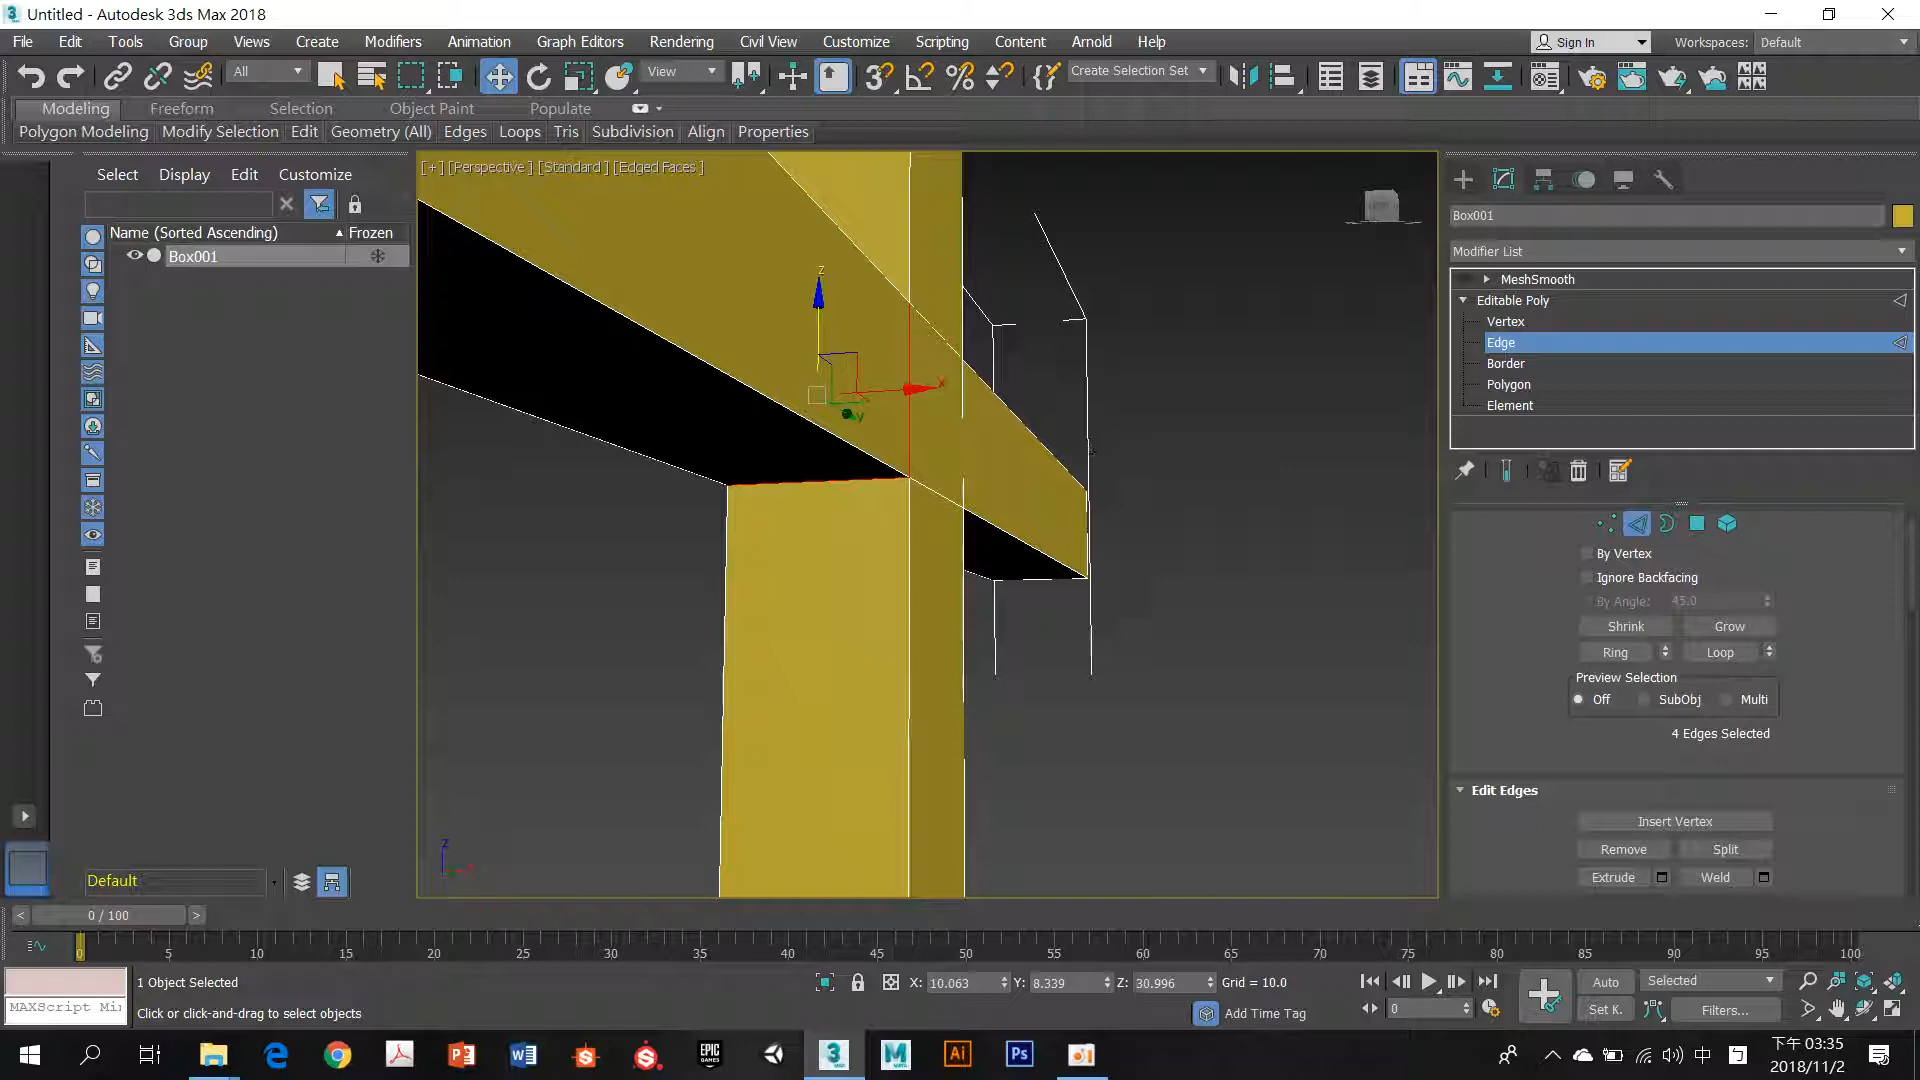 Untitled - Autodesk 3ds Max 2018
File Edit Tools Group Views Create Modifiers Animation Graph Editors Rendering Civil View Customize Scripting Content Arnold Help
Sign In
Workspaces: Default
All
View
Create Selection Set
Modeling Freeform Selection Object Paint Populate
Polygon Modeling Modify Selection Edit Geometry (All) Edges Loops Tris Subdivision Align Properties
Select Display Edit Customize
Name (Sorted Ascending) Frozen
Box001
[ + ] [Perspective ] [Standard ] [Edged Faces ]
z
x
y
z
Default
Box001
Modifier List
MeshSmooth
Editable Poly
Vertex
Edge
Border
Polygon
Element
By Vertex
Ignore Backfacing
By Angle: 45.0
Shrink Grow
Ring Loop
Preview Selection
Off SubObj Multi
4 Edges Selected
Edit Edges
Insert Vertex
Remove Split
Extrude Weld
0 / 100
0 5 10 15 20 25 30 35 40 45 50 55 60 65 70 75 80 85 90 95 100
1 Object Selected
X: 10.063 Y: 8.339 Z: 30.996 Grid = 10.0
Auto Selected
MAXScript Mi
Click or click-and-drag to select objects
Add Time Tag
0
Set K. Filters...
EPIC GAMES
3
M
Ai
Ps
中
下午 03:35
2018/11/2